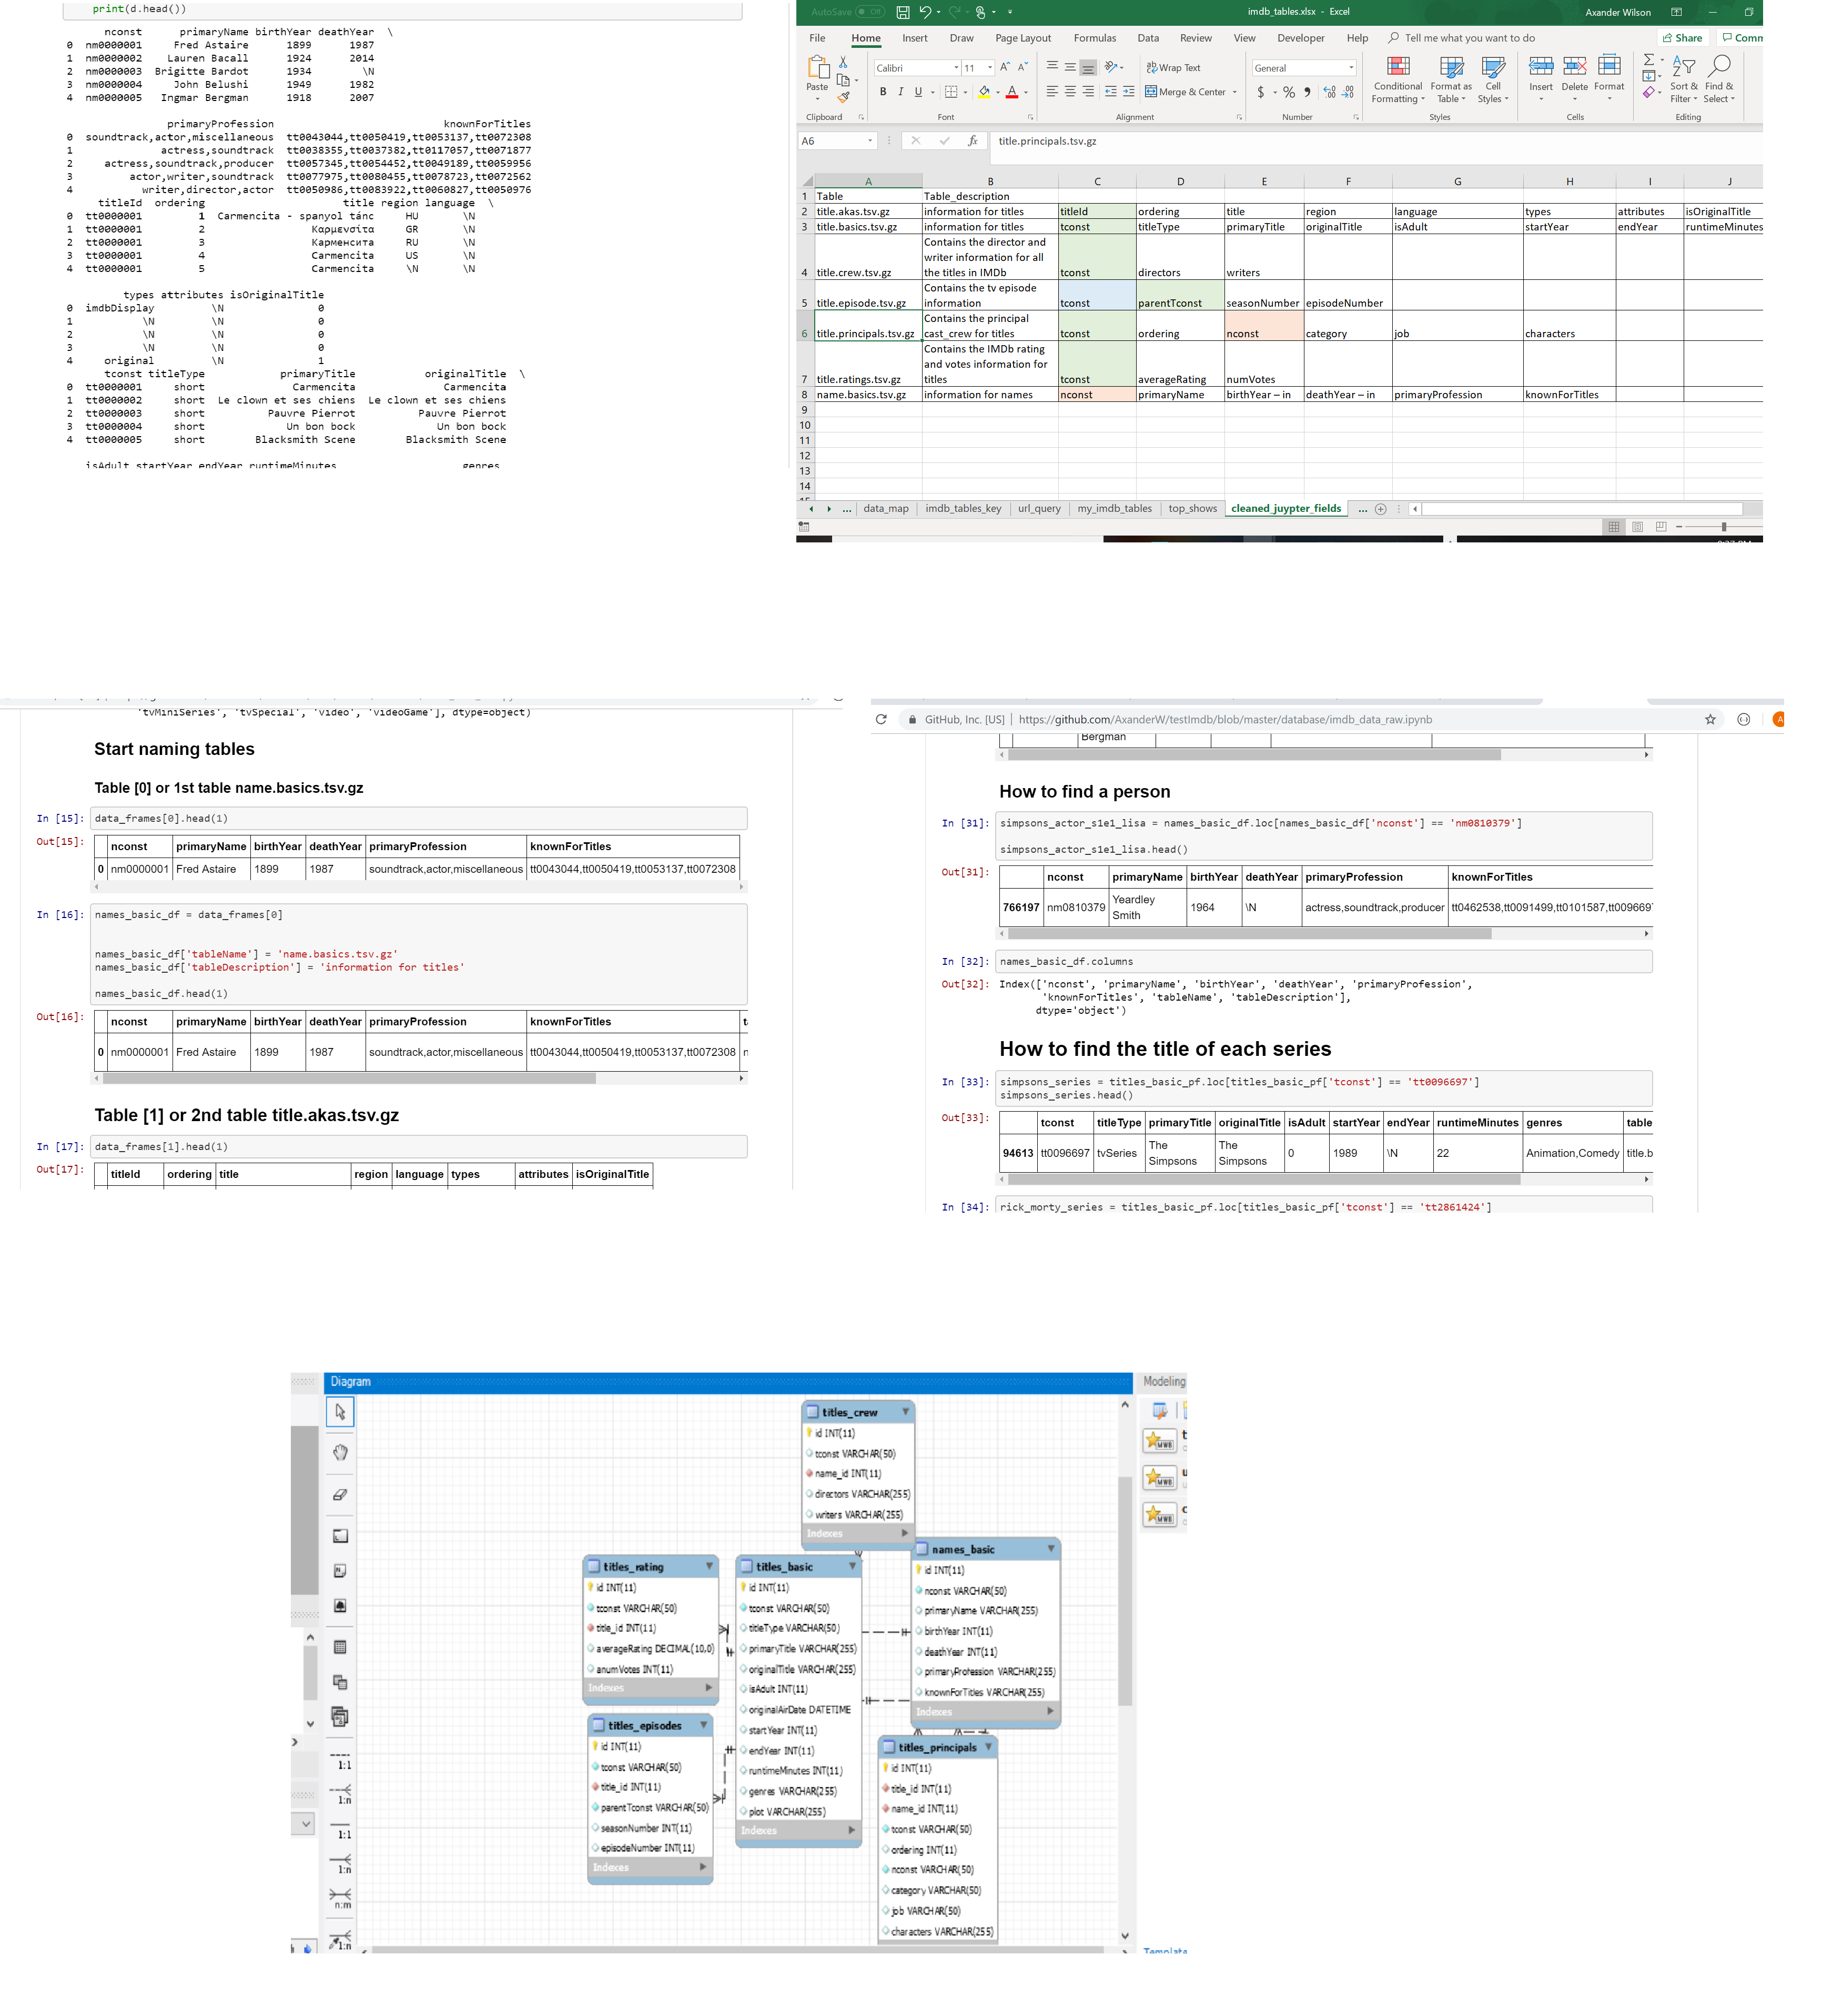 print(d.head())
nconst primaryName birthYear deathYear \
0 nm0000001 Fred Astaire 1899 1987
1 nm0000002 Lauren Bacall 1924 2014
2 nm0000003 Brigitte Bardot 1934 \N
3 nm0000004 John Belushi 1949 1982
4 nm0000005 Ingmar Bergman 1918 2007
primaryProfession knownForTitles
0 soundtrack,actor,miscellaneous tt0043044,tt0050419,tt0053137,tt0072308
1 actress,soundtrack tt0038355,tt0037382,tt0117057,tt0071877
2 actress,soundtrack,producer tt0057345,tt0054452,tt0049189,tt0059956
3 actor,writer,soundtrack tt0077975,tt0080455,tt0078723,tt0072562
4 writer,director,actor tt0050986,tt0083922,tt0060827,tt0050976
titleId ordering title region language \
0 tt0000001 1 Carmencita - spanyol tánc HU \N
1 tt0000001 2 Καρμενσίτα GR \N
2 tt0000001 3 Карменсита RU \N
3 tt0000001 4 Carmencita US \N
4 tt0000001 5 Carmencita \N \N
types attributes isOriginalTitle
0 imdbDisplay \N 0
1 \N \N 0
2 \N \N 0
3 \N \N 0
4 original \N 1
tconst titleType primaryTitle originalTitle \
0 tt0000001 short Carmencita Carmencita
1 tt0000002 short Le clown et ses chiens Le clown et ses chiens
2 tt0000003 short Pauvre Pierrot Pauvre Pierrot
3 tt0000004 short Un bon bock Un bon bock
4 tt0000005 short Blacksmith Scene Blacksmith Scene
isAdult startYear endYear runtimeMinutes genres
AutoSave Off imdb_tables.xlsx - Excel Axander Wilson
File Home Insert Draw Page Layout Formulas Data Review View Developer Help Tell me what you want to do Share Comm
Paste Calibri 11 Wrap Text General Conditional Formatting Format as Table Cell Styles Insert Delete Format Sort & Filter Find & Select
B I U A Merge & Center $ % ,
Clipboard Font Alignment Number Styles Cells Editing
A6 fx title.principals.tsv.gz
A B C D E F G H I J
1 Table Table_description
2 title.akas.tsv.gz information for titles titleId ordering title region language types attributes isOriginalTitle
3 title.basics.tsv.gz information for titles tconst titleType primaryTitle originalTitle isAdult startYear endYear runtimeMinutes
Contains the director and
writer information for all
4 title.crew.tsv.gz the titles in IMDb tconst directors writers
Contains the tv episode
5 title.episode.tsv.gz information tconst parentTconst seasonNumber episodeNumber
Contains the principal
6 title.principals.tsv.gz cast_crew for titles tconst ordering nconst category job characters
Contains the IMDb rating
and votes information for
7 title.ratings.tsv.gz titles tconst averageRating numVotes
8 name.basics.tsv.gz information for names nconst primaryName birthYear – in deathYear – in primaryProfession knownForTitles
9
10
11
12
13
14
... data_map imdb_tables_key url_query my_imdb_tables top_shows cleaned_juypter_fields ...
'tvMiniSeries', 'tvSpecial', 'video', 'videoGame'], dtype=object)
Start naming tables
Table [0] or 1st table name.basics.tsv.gz
In [15]: data_frames[0].head(1)
Out[15]:
nconst primaryName birthYear deathYear primaryProfession knownForTitles
0 nm0000001 Fred Astaire 1899 1987 soundtrack,actor,miscellaneous tt0043044,tt0050419,tt0053137,tt0072308
In [16]: names_basic_df = data_frames[0]
names_basic_df['tableName'] = 'name.basics.tsv.gz'
names_basic_df['tableDescription'] = 'information for titles'
names_basic_df.head(1)
Out[16]:
nconst primaryName birthYear deathYear primaryProfession knownForTitles
0 nm0000001 Fred Astaire 1899 1987 soundtrack,actor,miscellaneous tt0043044,tt0050419,tt0053137,tt0072308
Table [1] or 2nd table title.akas.tsv.gz
In [17]: data_frames[1].head(1)
Out[17]:
titleId ordering title region language types attributes isOriginalTitle
GitHub, Inc. [US] | https://github.com/AxanderW/testImdb/blob/master/database/imdb_data_raw.ipynb
Bergman
How to find a person
In [31]: simpsons_actor_s1e1_lisa = names_basic_df.loc[names_basic_df['nconst'] == 'nm0810379']
simpsons_actor_s1e1_lisa.head()
Out[31]:
nconst primaryName birthYear deathYear primaryProfession knownForTitles
766197 nm0810379 Yeardley Smith 1964 \N actress,soundtrack,producer tt0462538,tt0091499,tt0101587,tt009669
In [32]: names_basic_df.columns
Out[32]: Index(['nconst', 'primaryName', 'birthYear', 'deathYear', 'primaryProfession',
'knownForTitles', 'tableName', 'tableDescription'],
dtype='object')
How to find the title of each series
In [33]: simpsons_series = titles_basic_pf.loc[titles_basic_pf['tconst'] == 'tt0096697']
simpsons_series.head()
Out[33]:
tconst titleType primaryTitle originalTitle isAdult startYear endYear runtimeMinutes genres table
94613 tt0096697 tvSeries The Simpsons The Simpsons 0 1989 \N 22 Animation,Comedy title.b
In [34]: rick_morty_series = titles_basic_pf.loc[titles_basic_pf['tconst'] == 'tt2861424']
Diagram
Modeling
1:1
1:n
1:1
1:n
n:m
1:n
titles_crew
id INT(11)
tconst VARCHAR(50)
name_id INT(11)
directors VARCHAR(255)
writers VARCHAR(255)
Indexes
titles_rating
id INT(11)
tconst VARCHAR(50)
title_id INT(11)
averageRating DECIMAL(10,0)
anumVotes INT(11)
Indexes
titles_basic
id INT(11)
tconst VARCHAR(50)
titleType VARCHAR(50)
primaryTitle VARCHAR(255)
originalTitle VARCHAR(255)
isAdult INT(11)
originalAirDate DATETIME
startYear INT(11)
endYear INT(11)
runtimeMinutes INT(11)
genres VARCHAR(255)
plot VARCHAR(255)
Indexes
names_basic
id INT(11)
nconst VARCHAR(50)
primaryName VARCHAR(255)
birthYear INT(11)
deathYear INT(11)
primaryProfession VARCHAR(255)
knownForTitles VARCHAR(255)
Indexes
titles_episodes
id INT(11)
tconst VARCHAR(50)
title_id INT(11)
parentTconst VARCHAR(50)
seasonNumber INT(11)
episodeNumber INT(11)
Indexes
titles_principals
id INT(11)
title_id INT(11)
name_id INT(11)
tconst VARCHAR(50)
ordering INT(11)
nconst VARCHAR(50)
category VARCHAR(50)
job VARCHAR(50)
characters VARCHAR(255)
MWB
MWB
MWB
Template